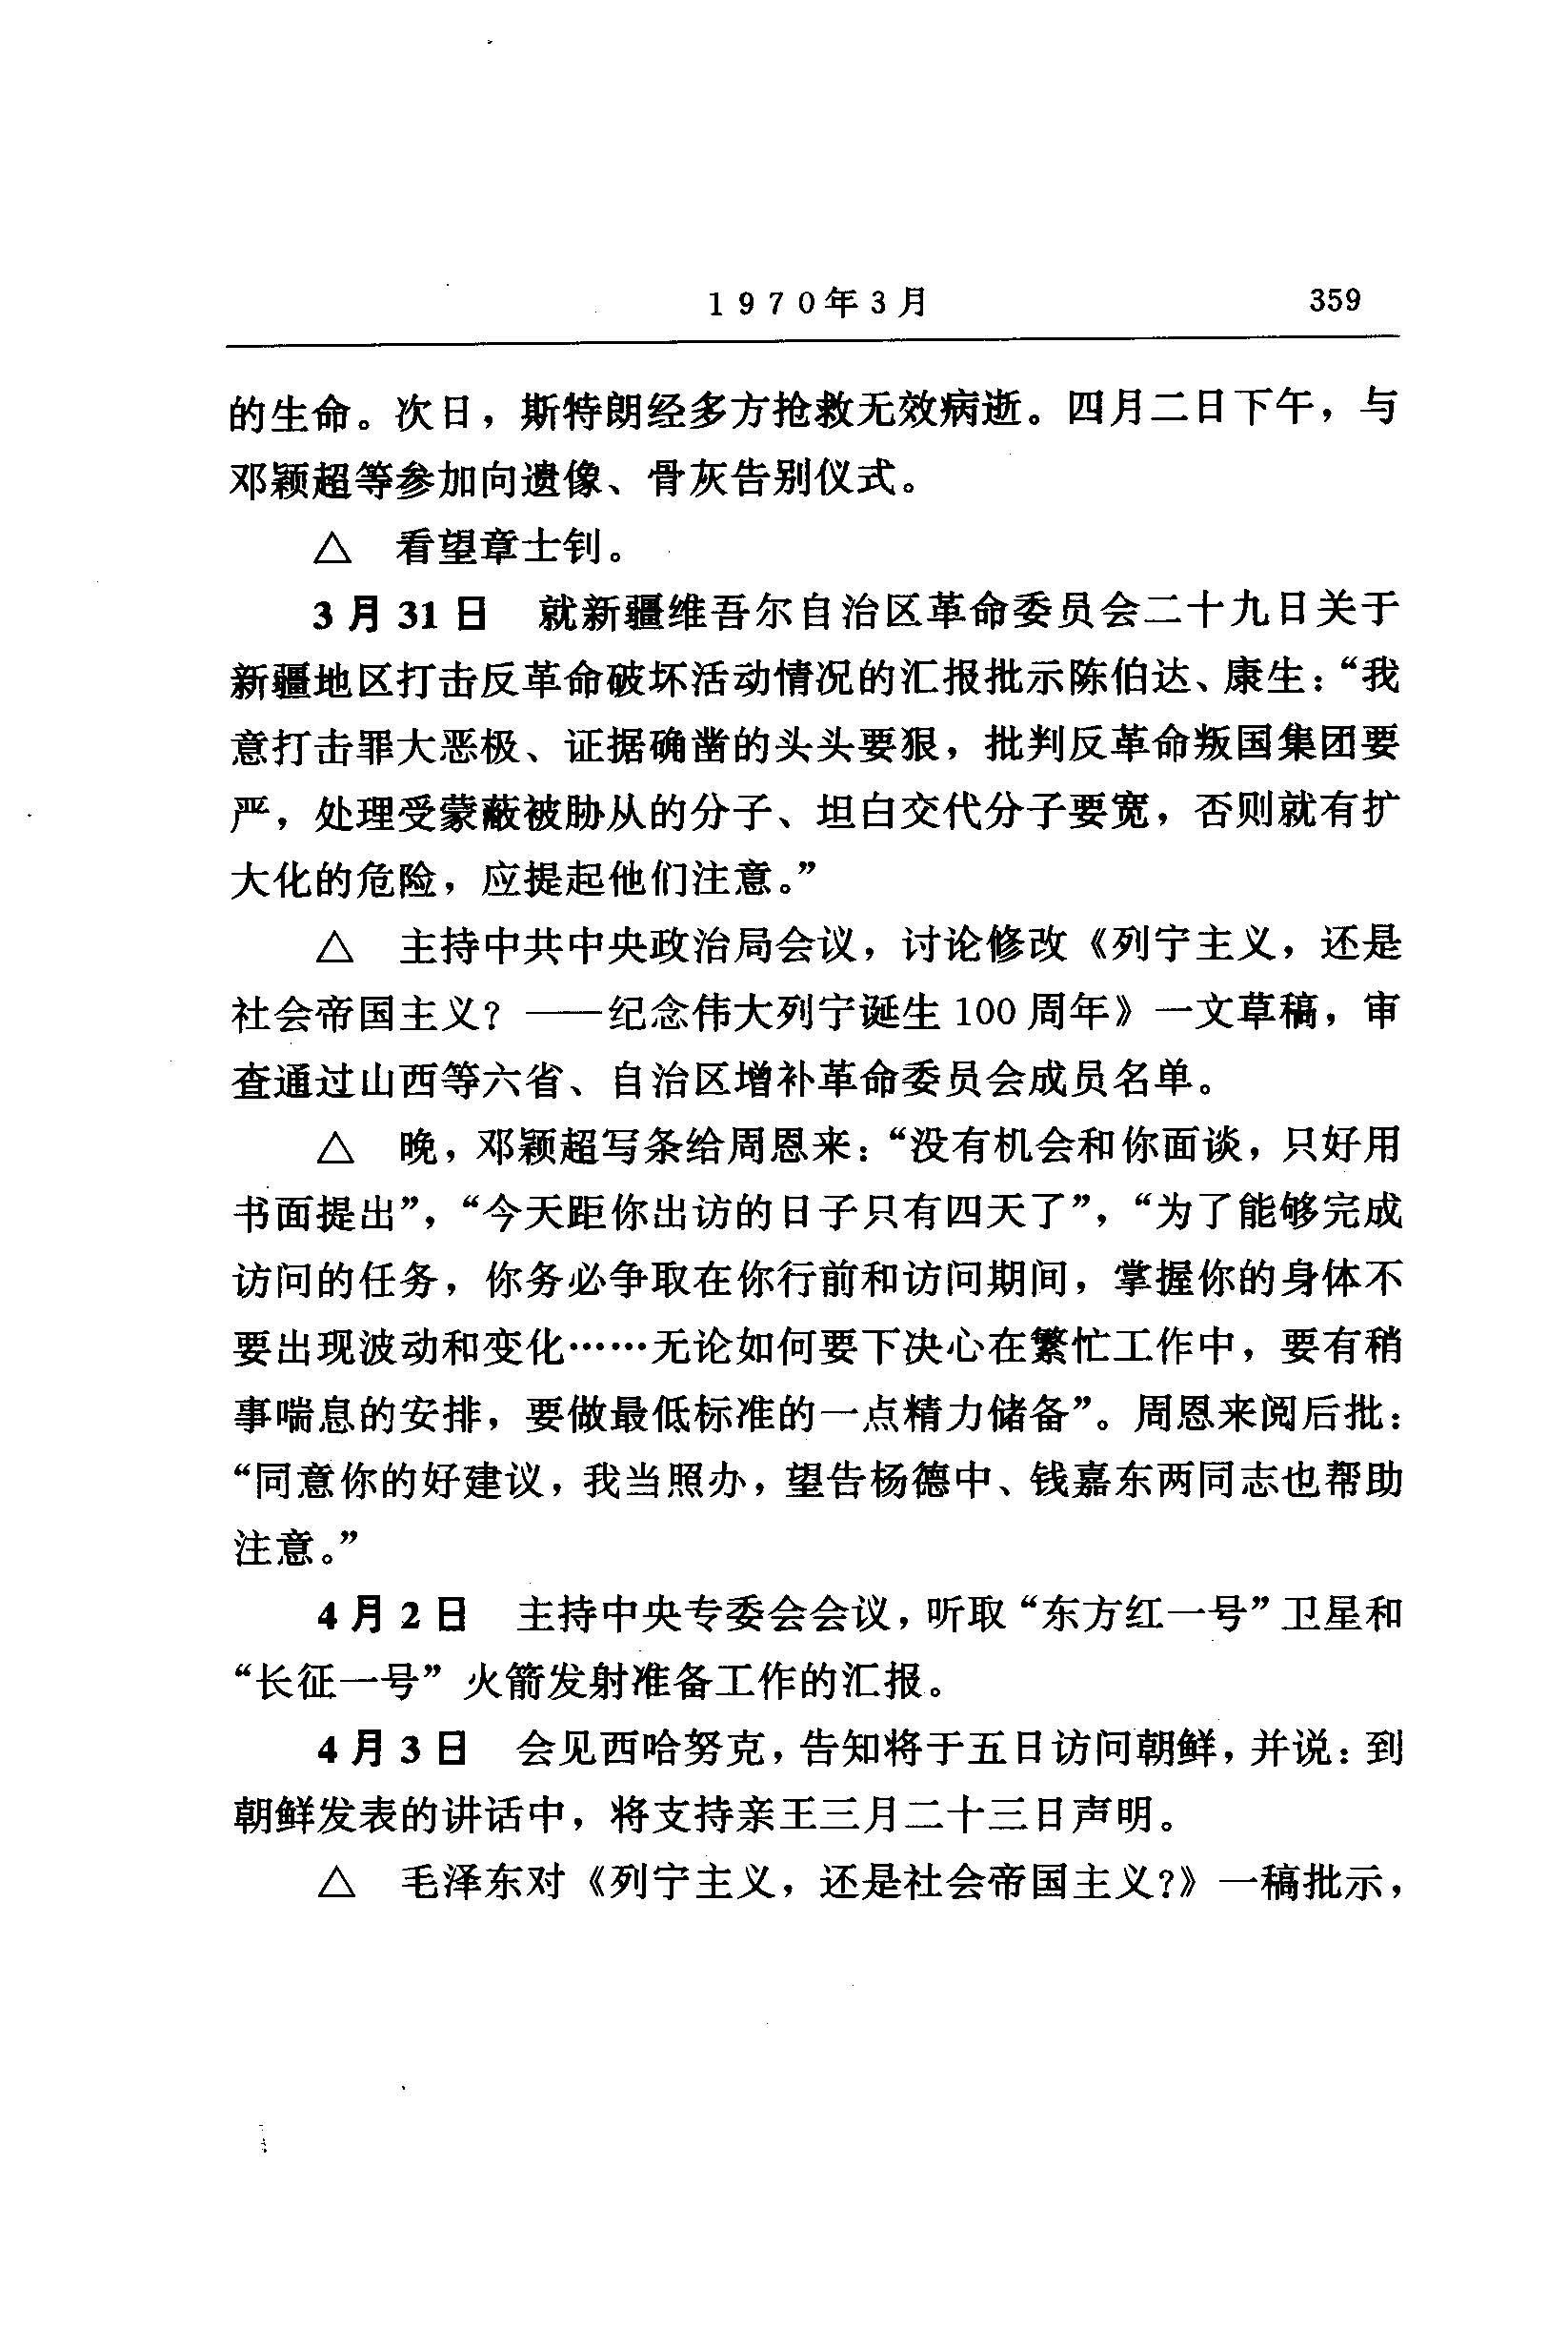 1970年3月 359
的生命。次日，斯特朗经多方抢救无效病逝。四月二日下午，与
邓颖超等参加向遗像、骨灰告别仪式。
△ 看望章士钊。
3月31日 就新疆维吾尔自治区革命委员会二十九日关于
新疆地区打击反革命破坏活动情况的汇报批示陈伯达、康生：“我
意打击罪大恶极、证据确凿的头头要狠，批判反革命叛国集团要
严，处理受蒙蔽被胁从的分子、坦白交代分子要宽，否则就有扩
大化的危险，应提起他们注意。”
△ 主持中共中央政治局会议，讨论修改《列宁主义，还是
社会帝国主义？——纪念伟大列宁诞生100周年》一文草稿，审
查通过山西等六省、自治区增补革命委员会成员名单。
△ 晚，邓颖超写条给周恩来：“没有机会和你面谈，只好用
书面提出”，“今天距你出访的日子只有四天了”，“为了能够完成
访问的任务，你务必争取在你行前和访问期间，掌握你的身体不
要出现波动和变化……无论如何要下决心在繁忙工作中，要有稍
事喘息的安排，要做最低标准的一点精力储备”。周恩来阅后批：
“同意你的好建议，我当照办，望告杨德中、钱嘉东两同志也帮助
注意。”
4月2日 主持中央专委会会议，听取“东方红一号”卫星和
“长征一号”火箭发射准备工作的汇报。
4月3日 会见西哈努克，告知将于五日访问朝鲜，并说：到
朝鲜发表的讲话中，将支持亲王三月二十三日声明。
△ 毛泽东对《列宁主义，还是社会帝国主义？》一稿批示，